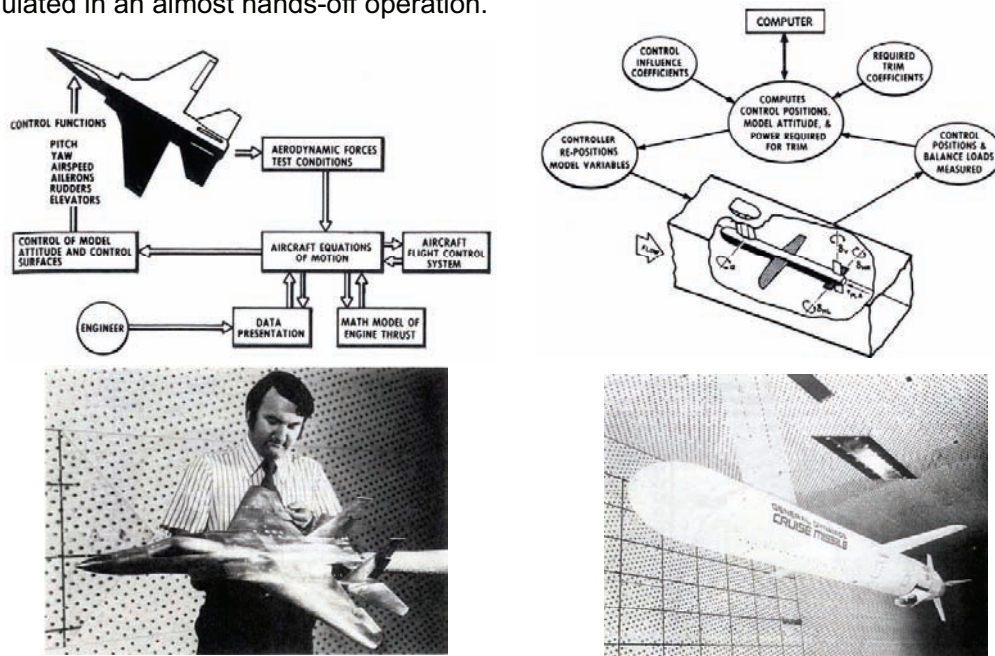 ulated in an almost hands-off operation.
CONTROL FUNCTIONS
PITCH
YAW
AIRSPEED
AILERONS
RUDDERS
ELEVATORS
AERODYNAMIC FORCES
TEST CONDITIONS
CONTROL OF MODEL
ATTITUDE AND CONTROL
SURFACES
AIRCRAFT EQUATIONS
OF MOTION
AIRCRAFT
FLIGHT CONTROL
SYSTEM
ENGINEER
DATA
PRESENTATION
MATH MODEL OF
ENGINE THRUST
COMPUTER
CONTROL
INFLUENCE
COEFFICIENTS
REQUIRED
TRIM
COEFFICIENTS
COMPUTES
CONTROL POSITIONS,
MODEL ATTITUDE, &
POWER REQUIRED
FOR TRIM
CONTROLLER
RE-POSITIONS
MODEL VARIABLES
CONTROL
POSITIONS &
BALANCE LOADS
MEASURED
FLOW
α
GENERAL DYNAMICS
CRUISE MISSILE